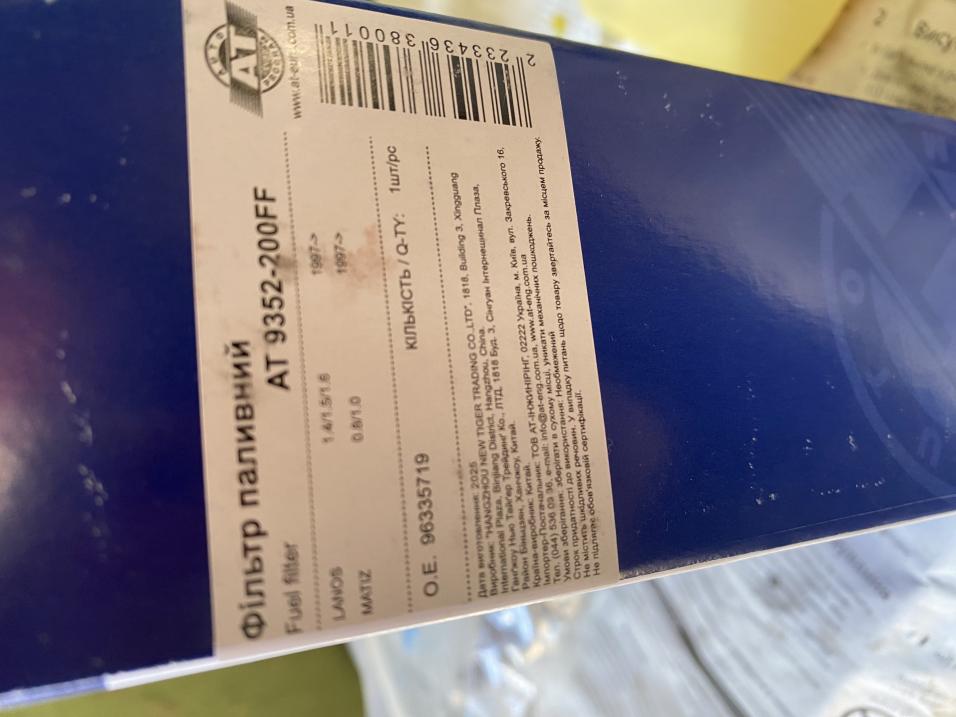 AT
www.at-eng.com.ua
Фільтр паливний
AT 9352-200FF
Fuel filter
LANOS 1.4/1.5/1.6 1997->
MATIZ 0.8/1.0 1997->
КІЛЬКІСТЬ / Q-TY: 1шт/pc
O.E. 96335719
2 233436 380011
Дата виготовлення: 2025
Виробник: "HANGZHOU NEW TIGER TRADING CO.,LTD", 1818, Building 3, Xingguang
International Plaza, Binjiang District, Hangzhou, China.
Ганґжоу Нью Тайґер Трейдинґ Ко., ЛТД, 1818 Буд. 3, Сінгуан Інтернешинал Плаза,
Район Біньцзян, Ханчжоу, Китай.
Країна-виробник: Китай.
Імпортер-Постачальник: ТОВ АТ-ІНЖИНІРІНГ, 02222 Україна, м. Київ, вул. Закревського 16,
Тел. (044) 536 03 36, e-mail: info@at-eng.com.ua, www.at-eng.com.ua
Умови зберігання: зберігати в сухому місці, уникати механічних пошкоджень.
Строк придатності до використання: Необмежений
Не містить шкідливих речовин. У випадку питань щодо товару звертайтесь за місцем продажу.
Не підлягає обов'язковій сертифікації.